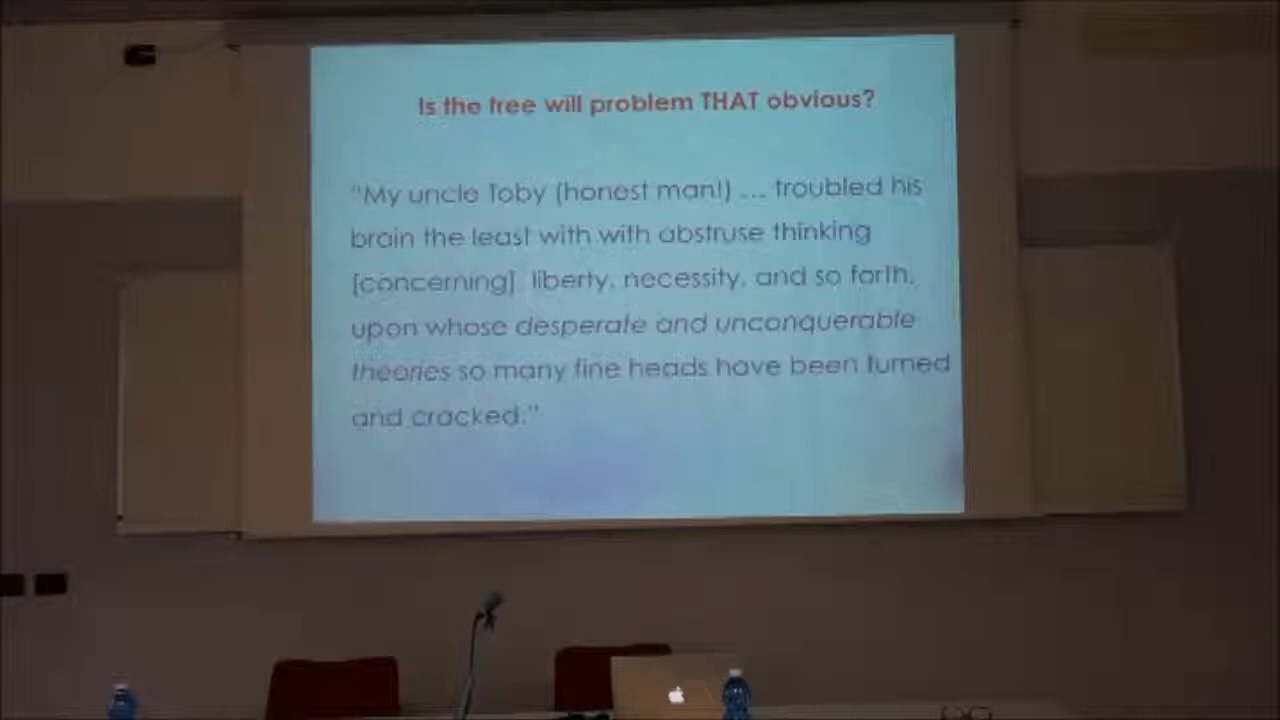 Is the free will problem THAT obvious?
"My uncle Toby (honest man!) ... troubled his
brain the least with with abstruse thinking
[concerning] liberty, necessity, and so forth,
upon whose desperate and unconquerable
theories so many fine heads have been turned
and cracked."